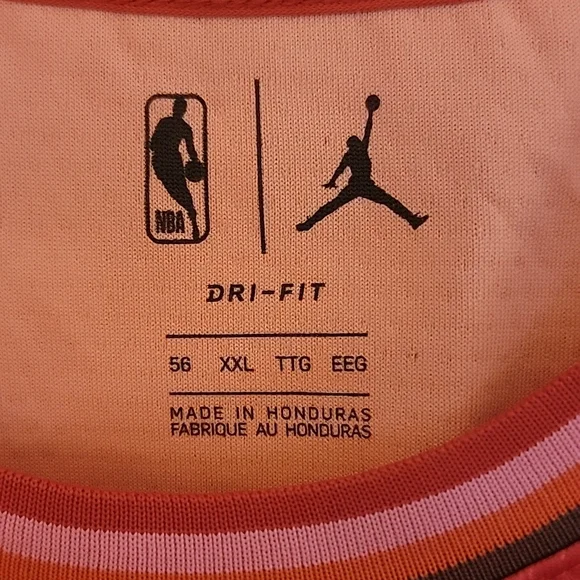 NBA
DRI-FIT
56 XXL TTG EEG
MADE IN HONDURAS
FABRIQUE AU HONDURAS